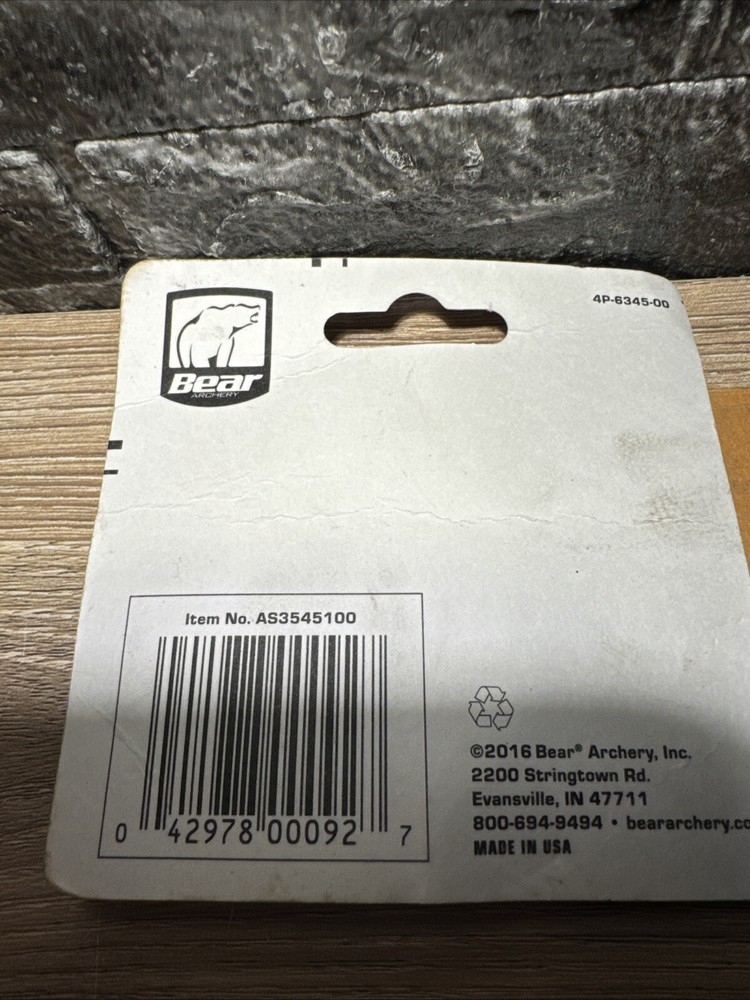 4P-6345-00
Bear
ARCHERY
Item No. AS3545100
0 42978 00092 7
©2016 Bear® Archery, Inc.
2200 Stringtown Rd.
Evansville, IN 47711
800-694-9494 • beararchery.co
MADE IN USA